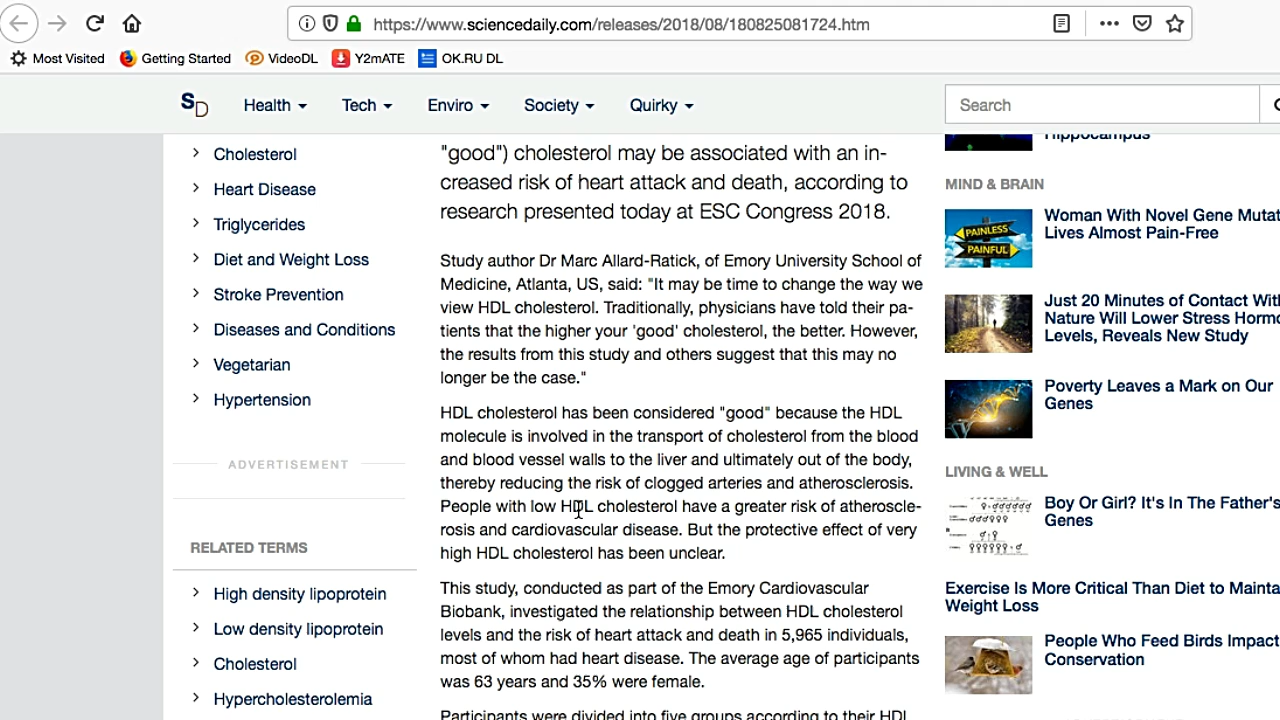 https://www.sciencedaily.com/releases/2018/08/180825081724.htm
Most Visited Getting Started VideoDL Y2mATE OK.RU DL
SD Health Tech Enviro Society Quirky Search
Cholesterol
Heart Disease
Triglycerides
Diet and Weight Loss
Stroke Prevention
Diseases and Conditions
Vegetarian
Hypertension
ADVERTISEMENT
RELATED TERMS
High density lipoprotein
Low density lipoprotein
Cholesterol
Hypercholesterolemia
"good") cholesterol may be associated with an in-
creased risk of heart attack and death, according to
research presented today at ESC Congress 2018.
Study author Dr Marc Allard-Ratick, of Emory University School of
Medicine, Atlanta, US, said: "It may be time to change the way we
view HDL cholesterol. Traditionally, physicians have told their pa-
tients that the higher your 'good' cholesterol, the better. However,
the results from this study and others suggest that this may no
longer be the case."
HDL cholesterol has been considered "good" because the HDL
molecule is involved in the transport of cholesterol from the blood
and blood vessel walls to the liver and ultimately out of the body,
thereby reducing the risk of clogged arteries and atherosclerosis.
People with low HDL cholesterol have a greater risk of atheroscle-
rosis and cardiovascular disease. But the protective effect of very
high HDL cholesterol has been unclear.
This study, conducted as part of the Emory Cardiovascular
Biobank, investigated the relationship between HDL cholesterol
levels and the risk of heart attack and death in 5,965 individuals,
most of whom had heart disease. The average age of participants
was 63 years and 35% were female.
Participants were divided into five groups according to their HDL
Hippocampus
MIND & BRAIN
PAINLESS
PAINFUL
Woman With Novel Gene Mutat
Lives Almost Pain-Free
Just 20 Minutes of Contact With
Nature Will Lower Stress Hormo
Levels, Reveals New Study
Poverty Leaves a Mark on Our
Genes
LIVING & WELL
Boy Or Girl? It's In The Father's
Genes
Exercise Is More Critical Than Diet to Mainta
Weight Loss
People Who Feed Birds Impact
Conservation